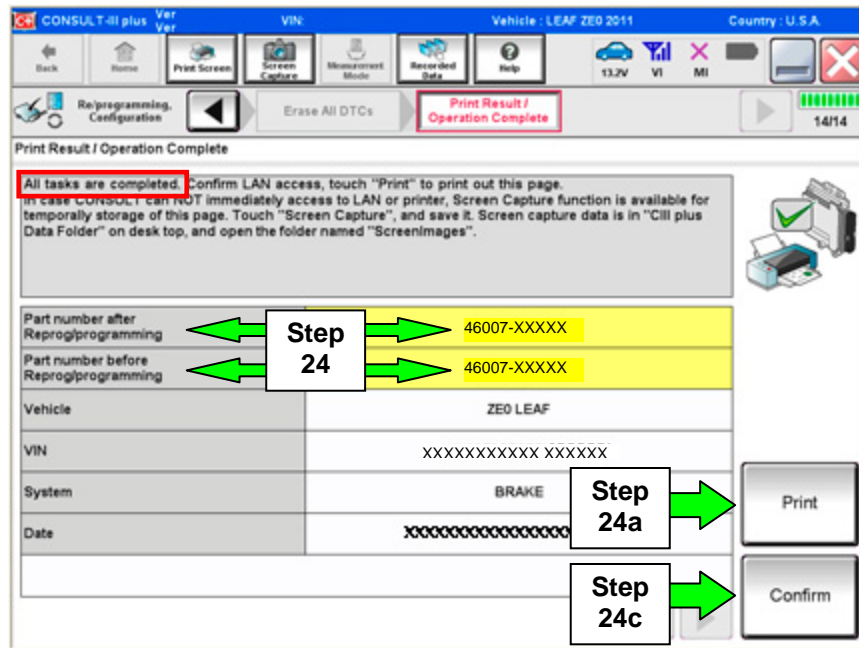 CONSULT-III plus Ver Ver VIN: Vehicle : LEAF ZE0 2011 Country : U.S.A.
Back Home Print Screen Screen Capture Measurement Mode Recorded Data Help 13.2V VI MI
Re/programming, Configuration Erase All DTCs Print Result / Operation Complete 14/14
Print Result / Operation Complete
All tasks are completed. Confirm LAN access, touch "Print" to print out this page.
In case CONSULT can NOT immediately access to LAN or printer, Screen Capture function is available for
temporally storage of this page. Touch "Screen Capture", and save it. Screen capture data is in "CIII plus
Data Folder" on desk top, and open the folder named "ScreenImages".
Part number after
Reprog/programming
46007-XXXXX
Step
24
Part number before
Reprog/programming
46007-XXXXX
Vehicle ZE0 LEAF
VIN XXXXXXXXXXX XXXXXX
System BRAKE
Step
24a
Print
Date
Step
24c
Confirm